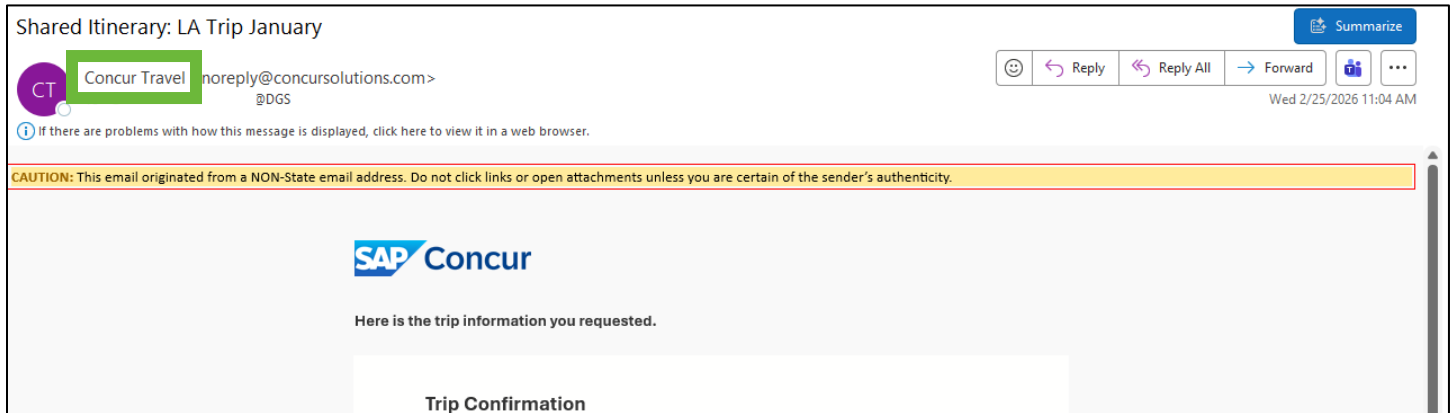 Shared Itinerary: LA Trip January
Summarize
CT
Concur Travel noreply@concursolutions.com>
@DGS
Reply
Reply All
Forward
Wed 2/25/2026 11:04 AM
If there are problems with how this message is displayed, click here to view it in a web browser.
CAUTION: This email originated from a NON-State email address. Do not click links or open attachments unless you are certain of the sender's authenticity.
SAP Concur
Here is the trip information you requested.
Trip Confirmation